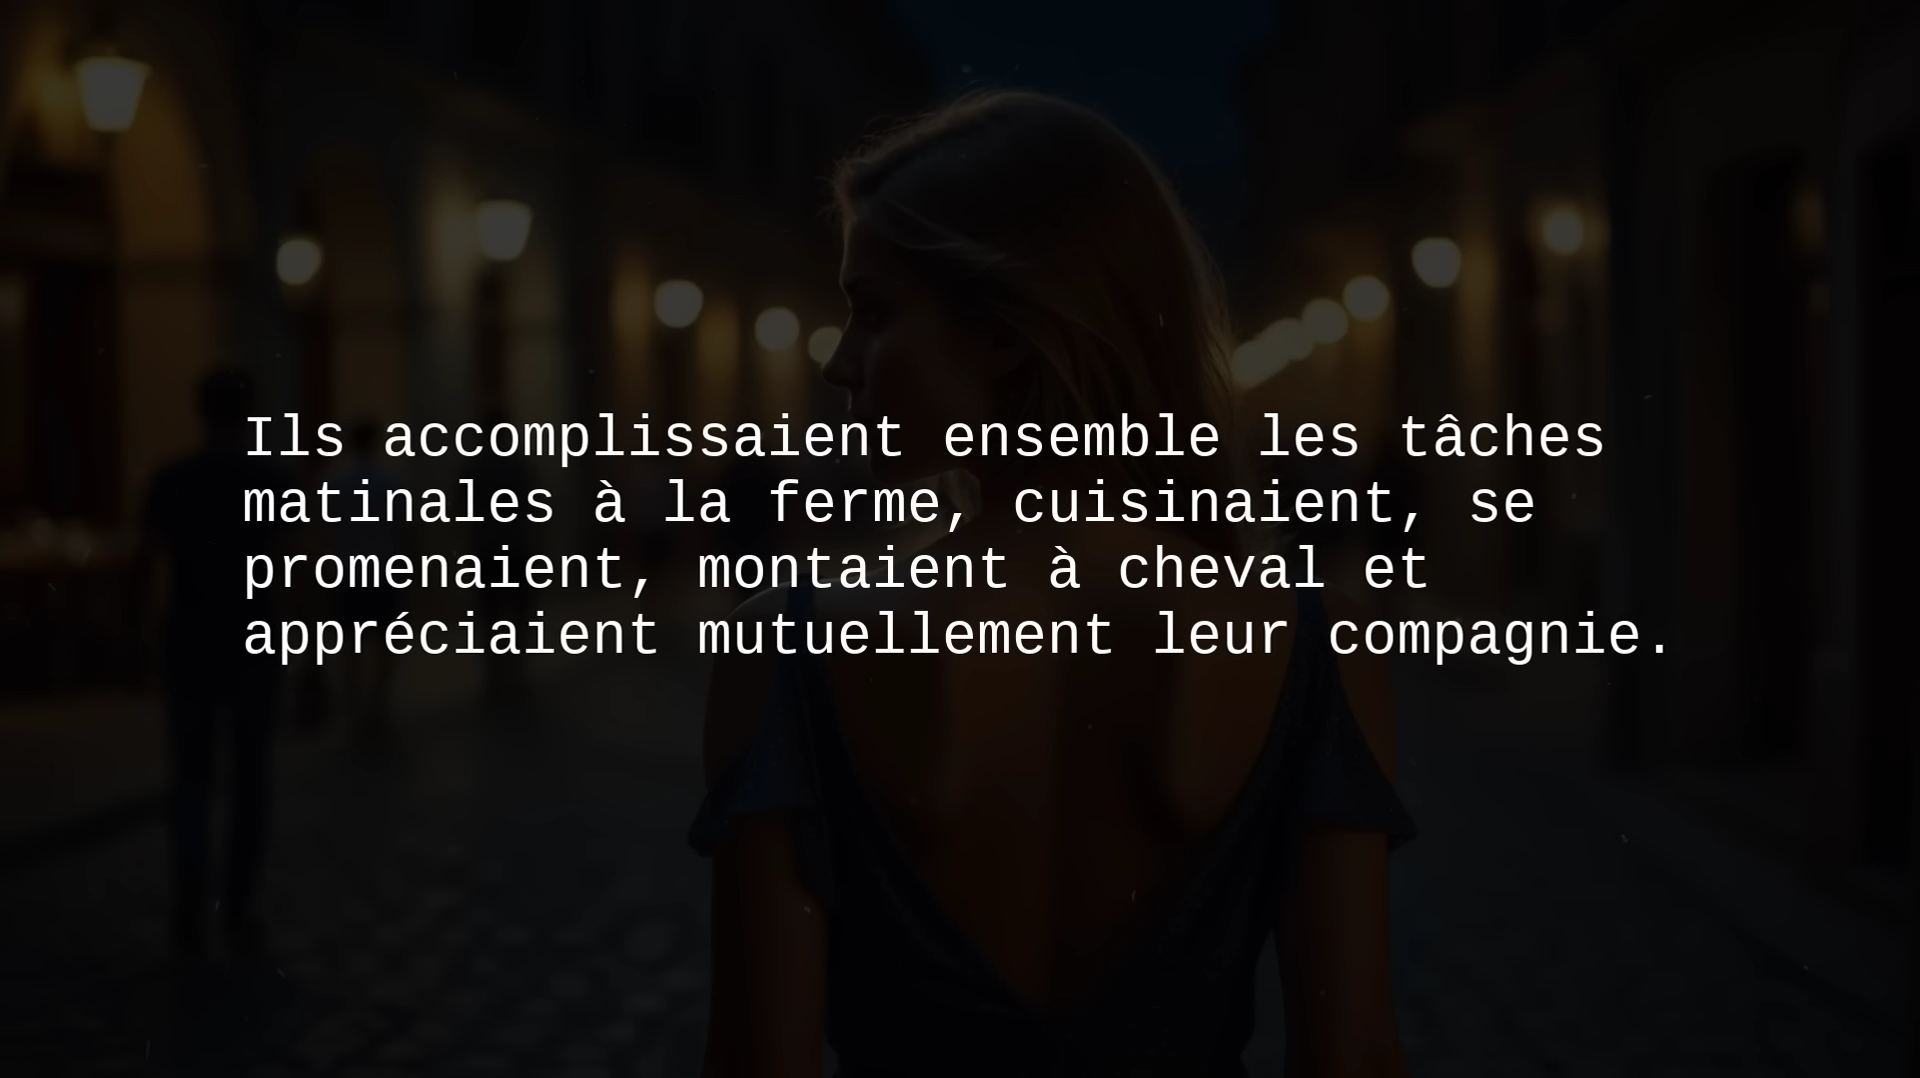 Ils accomplissaient ensemble les tâches
matinales à la ferme, cuisinaient, se
promenaient, montaient à cheval et
appréciaient mutuellement leur compagnie.